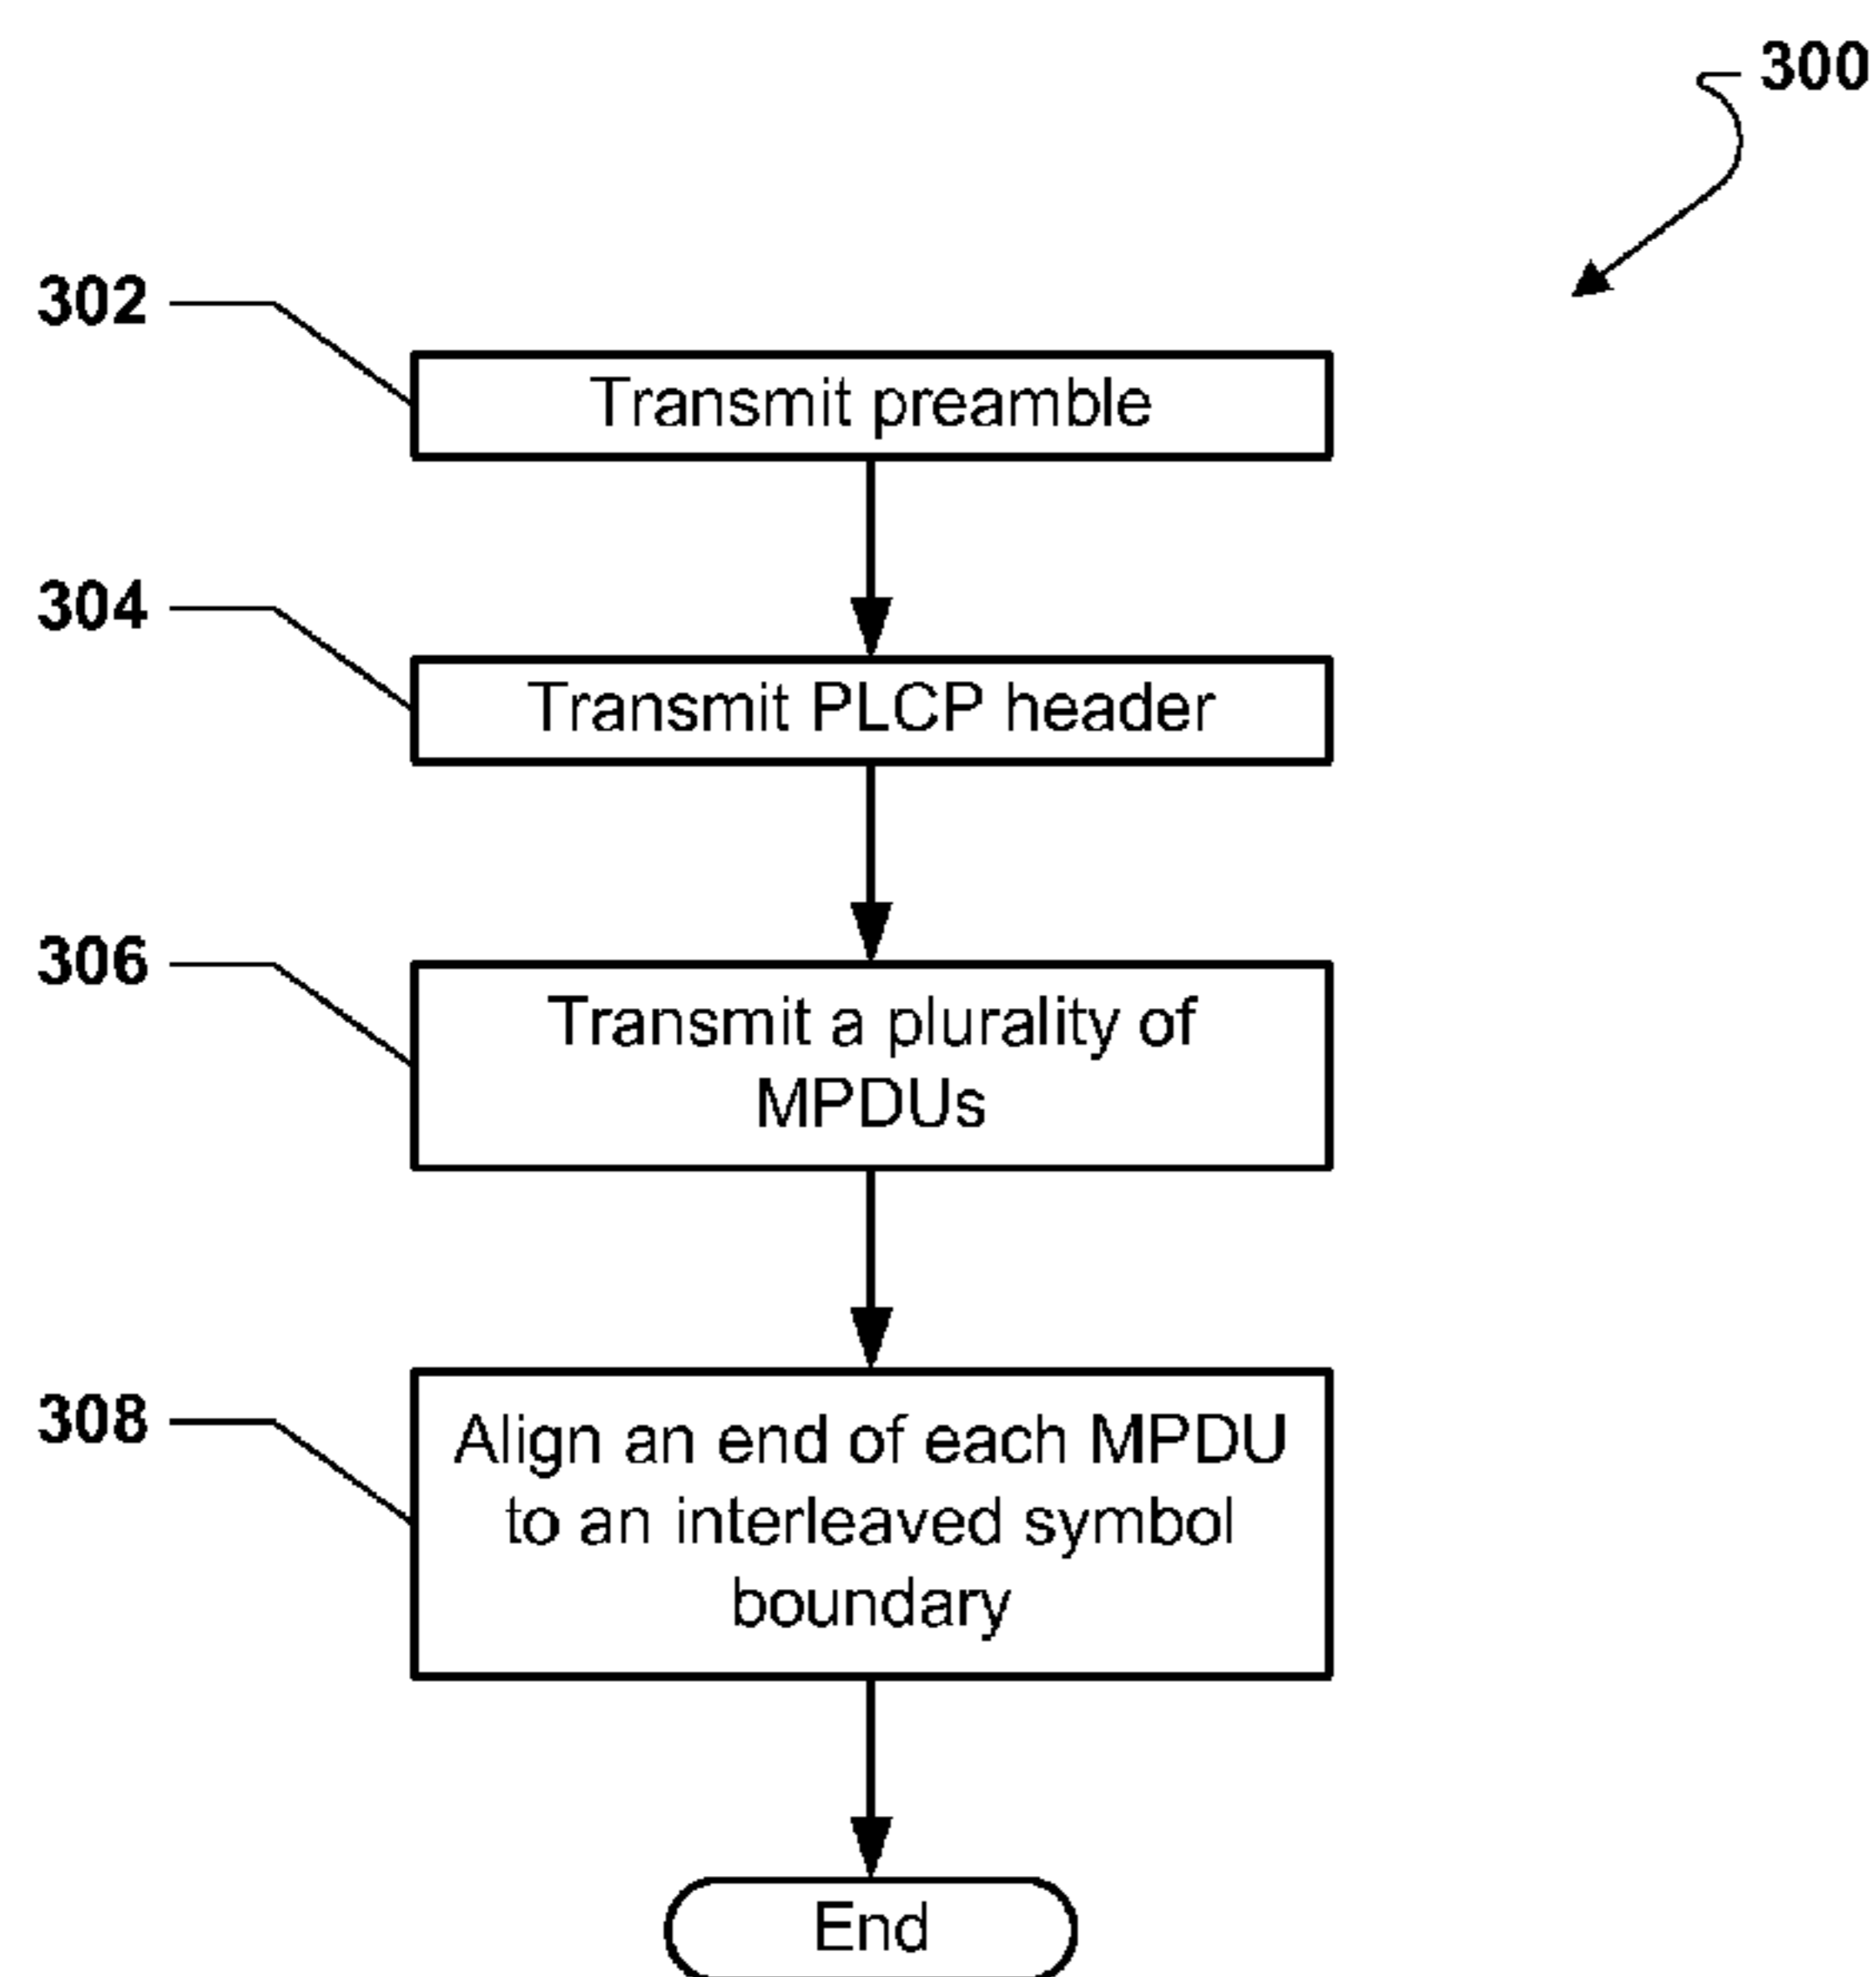 300
302
Transmit preamble
304
Transmit PLCP header
306
Transmit a plurality of
MPDUs
308
Align an end of each MPDU
to an interleaved symbol
boundary
End